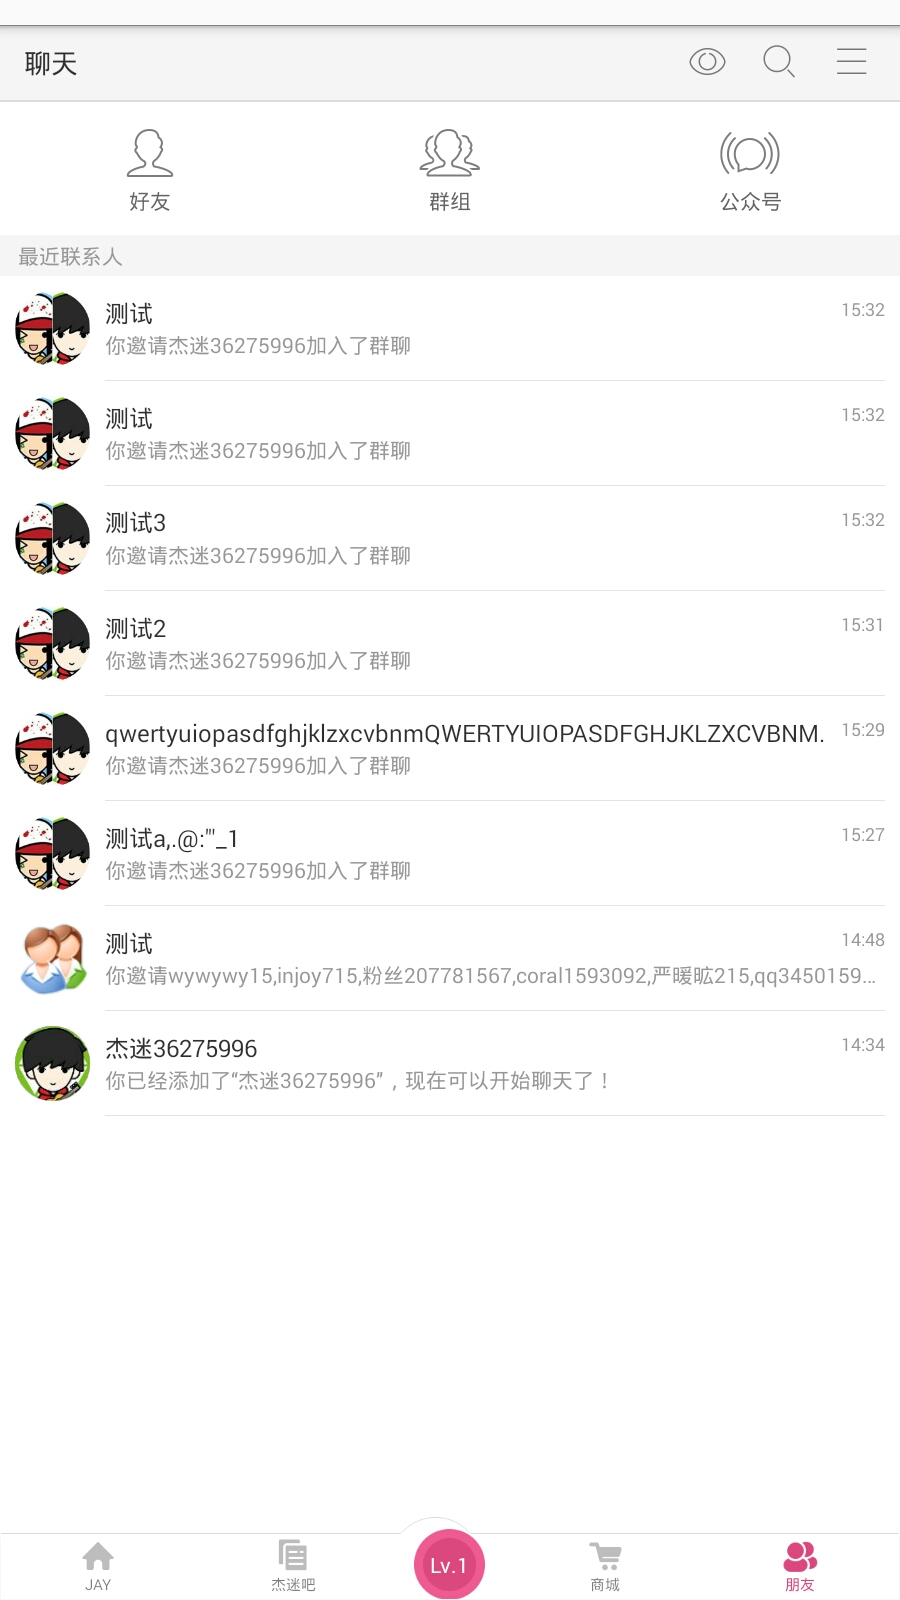 聊天
好友
群组
公众号
最近联系人
测试
15:32
你邀请杰迷36275996加入了群聊
测试
15:32
你邀请杰迷36275996加入了群聊
测试3
15:32
你邀请杰迷36275996加入了群聊
测试2
15:31
你邀请杰迷36275996加入了群聊
qwertyuiopasdfghjklzxcvbnmQWERTYUIOPASDFGHJKLZXCVBNM.
15:29
你邀请杰迷36275996加入了群聊
测试a,.@:"'_1
15:27
你邀请杰迷36275996加入了群聊
测试
14:48
你邀请wywywy15,injoy715,粉丝207781567,coral1593092,严暖昿215,qq3450159...
杰迷36275996
14:34
你已经添加了“杰迷36275996”，现在可以开始聊天了！
JAY
杰迷吧
Lv.1
商城
朋友